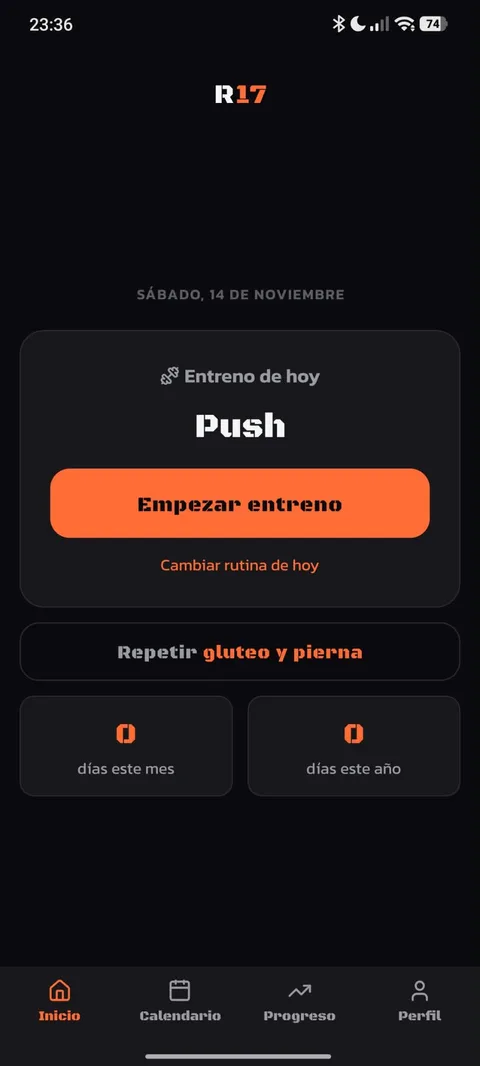 23:36
74
R17
SÁBADO, 14 DE NOVIEMBRE
Entreno de hoy
Push
Empezar entreno
Cambiar rutina de hoy
Repetir gluteo y pierna
0
días este mes
0
días este año
Inicio
Calendario
Progreso
Perfil